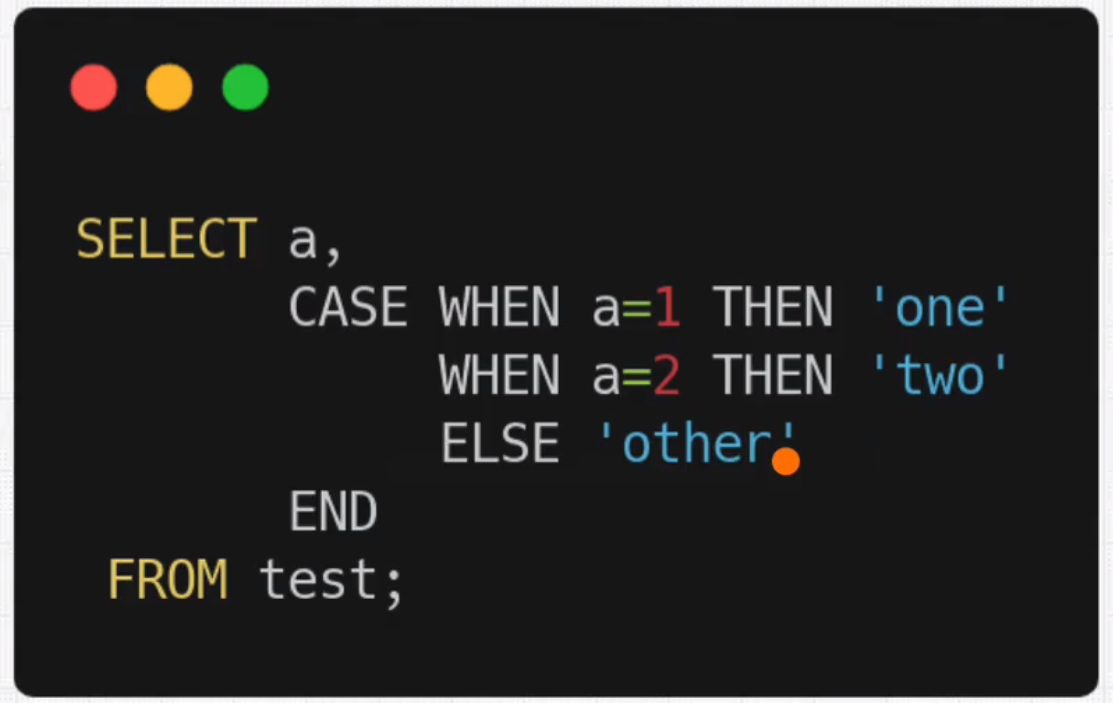 SELECT a,
       CASE WHEN a=1 THEN 'one'
            WHEN a=2 THEN 'two'
            ELSE 'other'
       END
 FROM test;